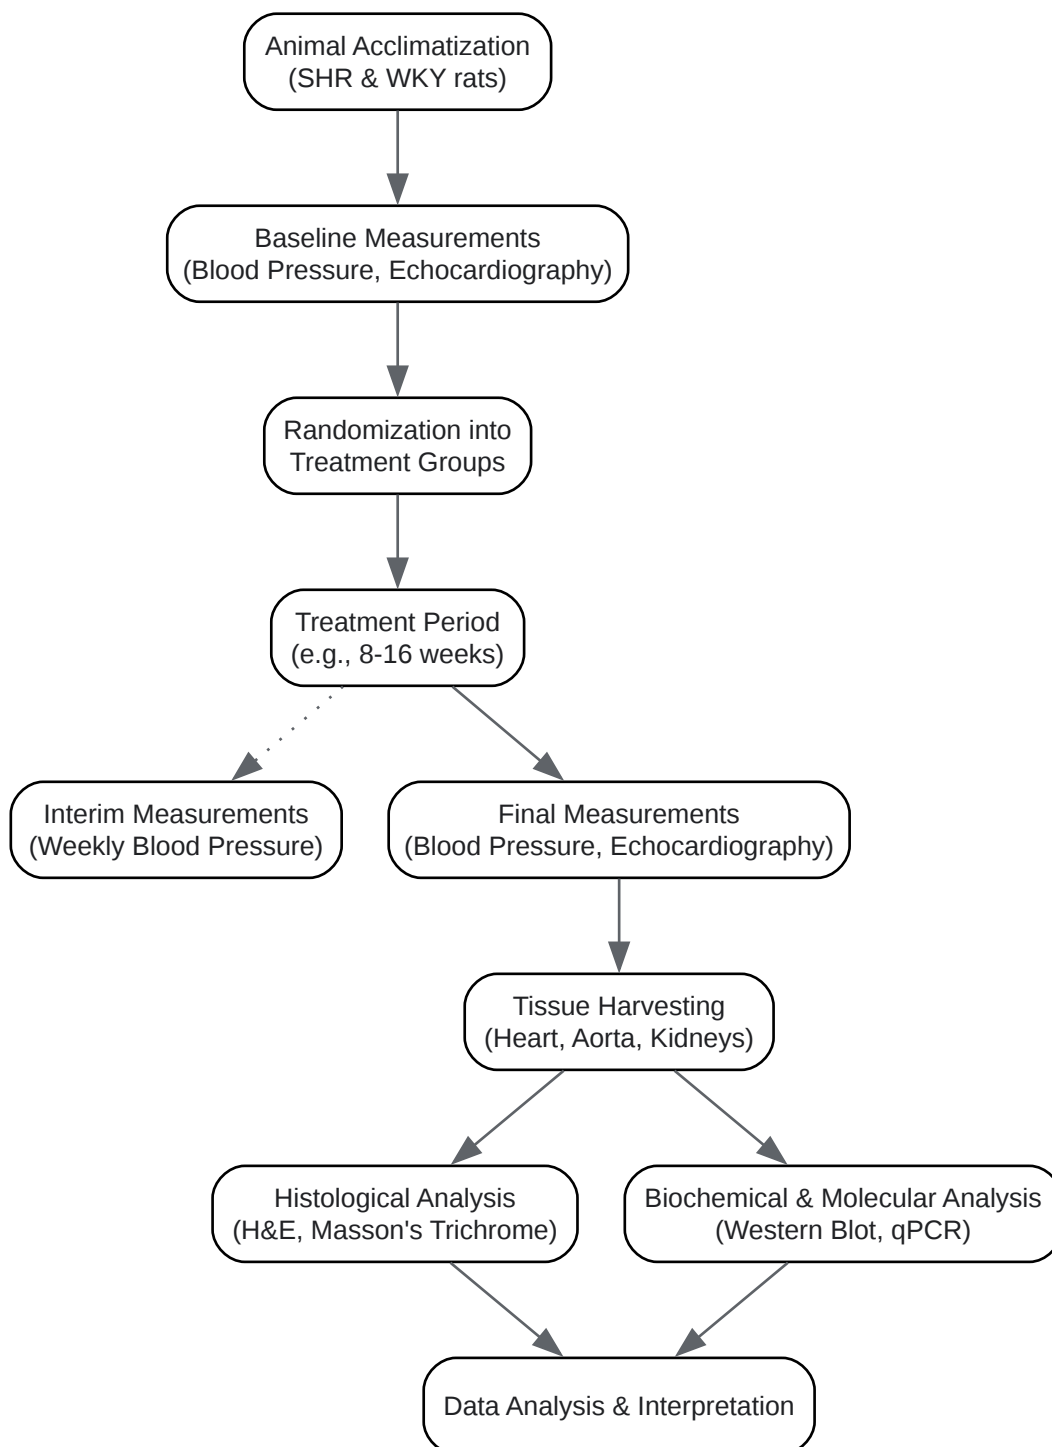 Animal Acclimatization
(SHR & WKY rats)
Baseline Measurements
(Blood Pressure, Echocardiography)
Randomization into
Treatment Groups
Treatment Period
(e.g., 8-16 weeks)
Interim Measurements
(Weekly Blood Pressure)
Final Measurements
(Blood Pressure, Echocardiography)
Tissue Harvesting
(Heart, Aorta, Kidneys)
Histological Analysis
(H&E, Masson's Trichrome)
Biochemical & Molecular Analysis
(Western Blot, qPCR)
Data Analysis & Interpretation